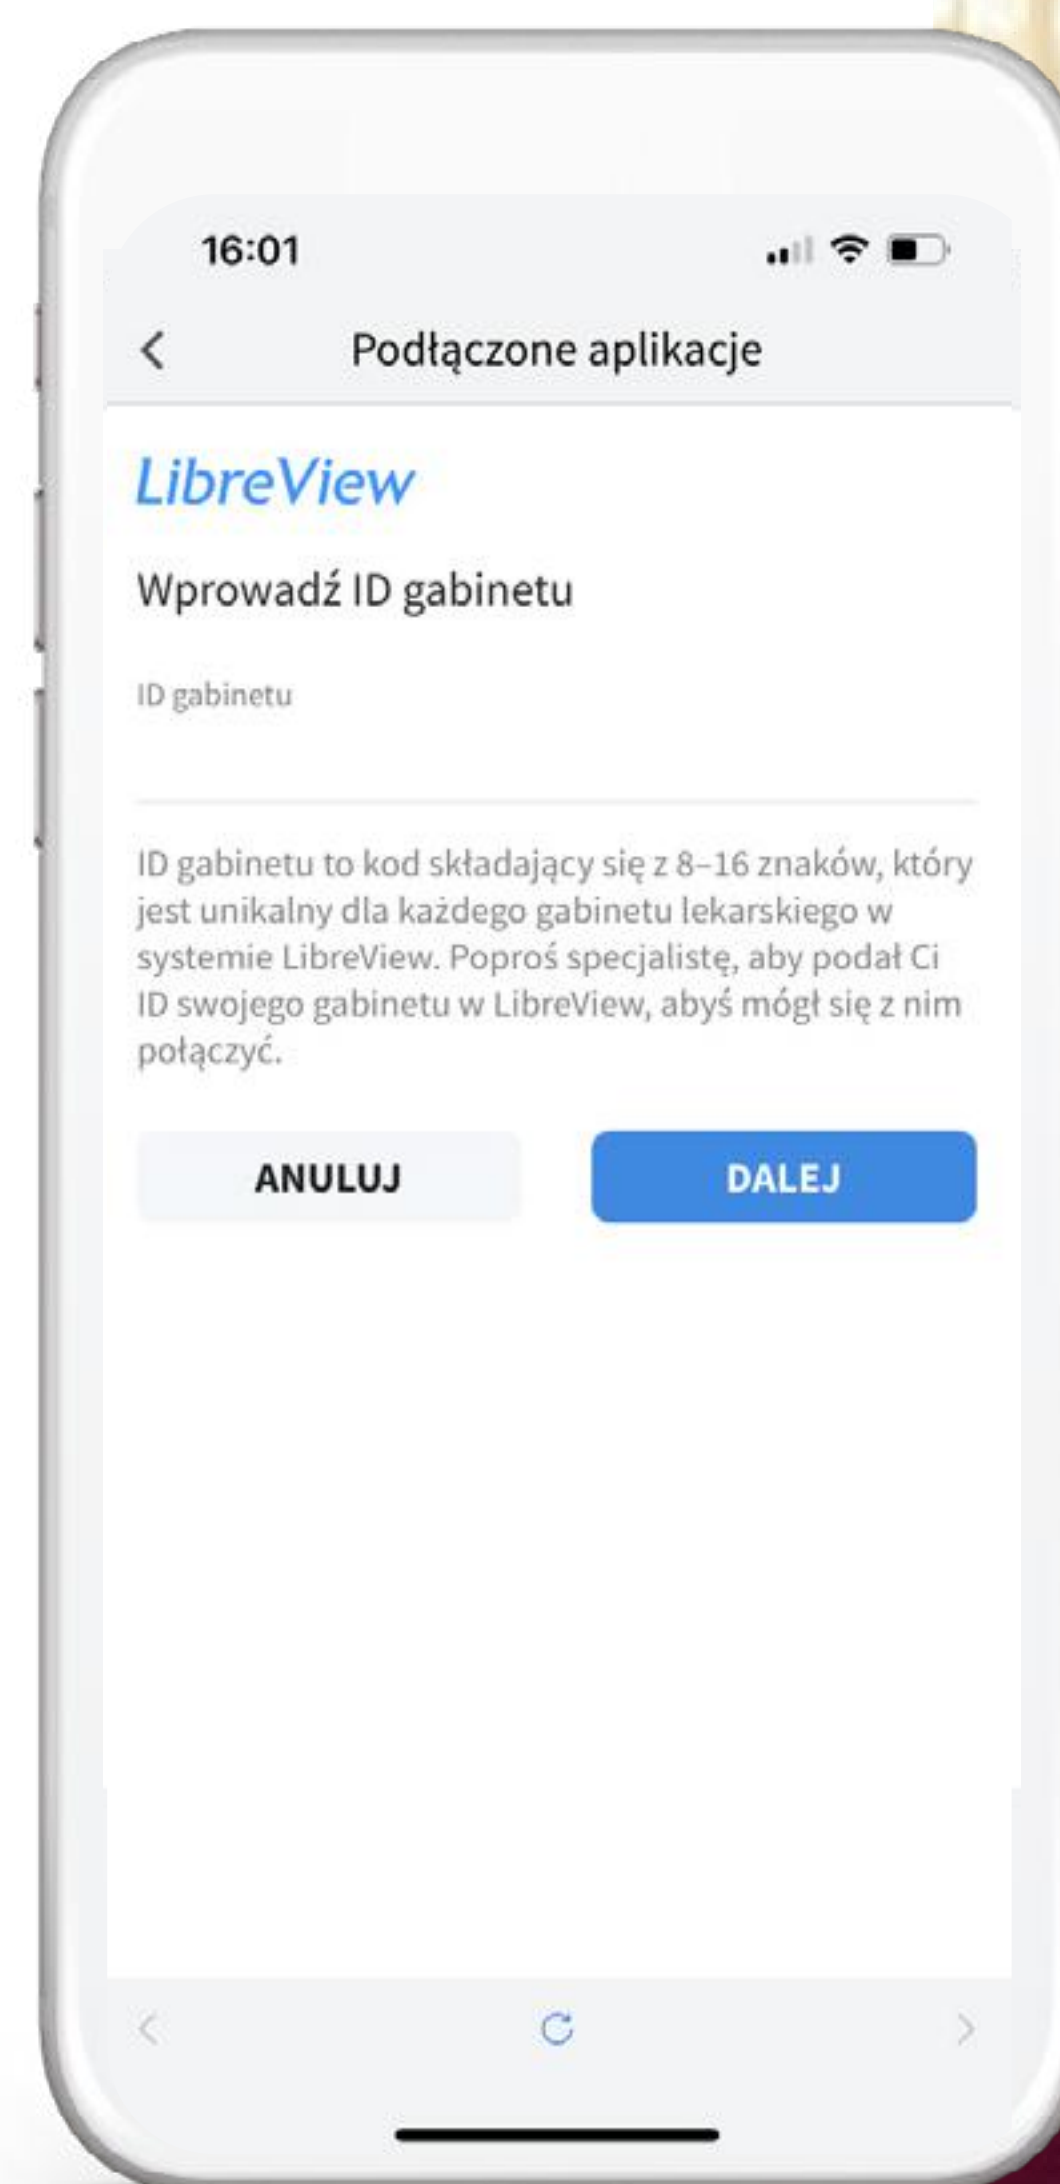 16:01
Podłączone aplikacje
LibreView
Wprowadź ID gabinetu
ID gabinetu
ID gabinetu to kod składający się z 8–16 znaków, który
jest unikalny dla każdego gabinetu lekarskiego w
systemie LibreView. Poproś specjalistę, aby podał Ci
ID swojego gabinetu w LibreView, abyś mógł się z nim
połączyć.
ANULUJ
DALEJ